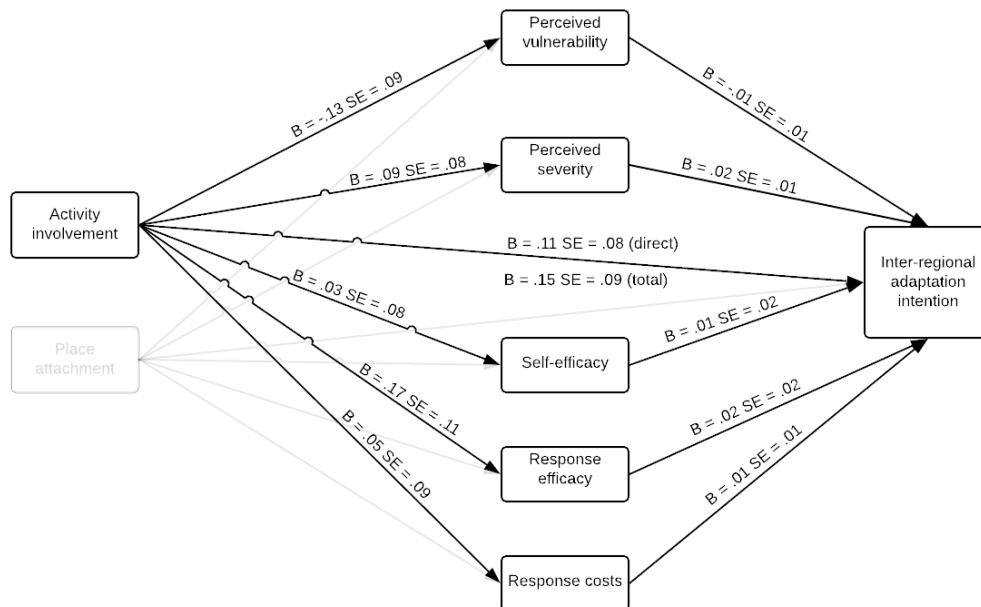 Perceived
vulnerability
B = -.13 SE = .09
B = -.01 SE = .01
Perceived
severity
B = .09 SE = .08
B = .02 SE = .01
Activity
involvement
B = .11 SE = .08 (direct)
B = .15 SE = .09 (total)
Inter-regional
adaptation
intention
B = .03 SE = .08
B = .01 SE = .02
Place
attachment
Self-efficacy
B = .17 SE = .11
B = .02 SE = .02
B = .05 SE = .09
Response
efficacy
B = .01 SE = .01
Response costs